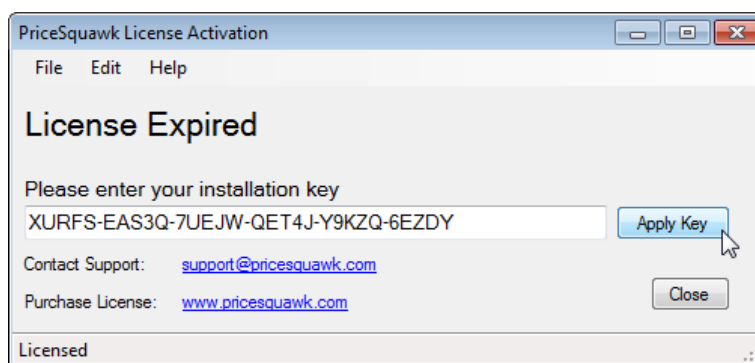 PriceSquawk License Activation
File Edit Help
License Expired
Please enter your installation key
XURFS-EAS3Q-7UEJW-QET4J-Y9KZQ-6EZDY Apply Key
Contact Support: support@pricesquawk.com
Purchase License: www.pricesquawk.com Close
Licensed